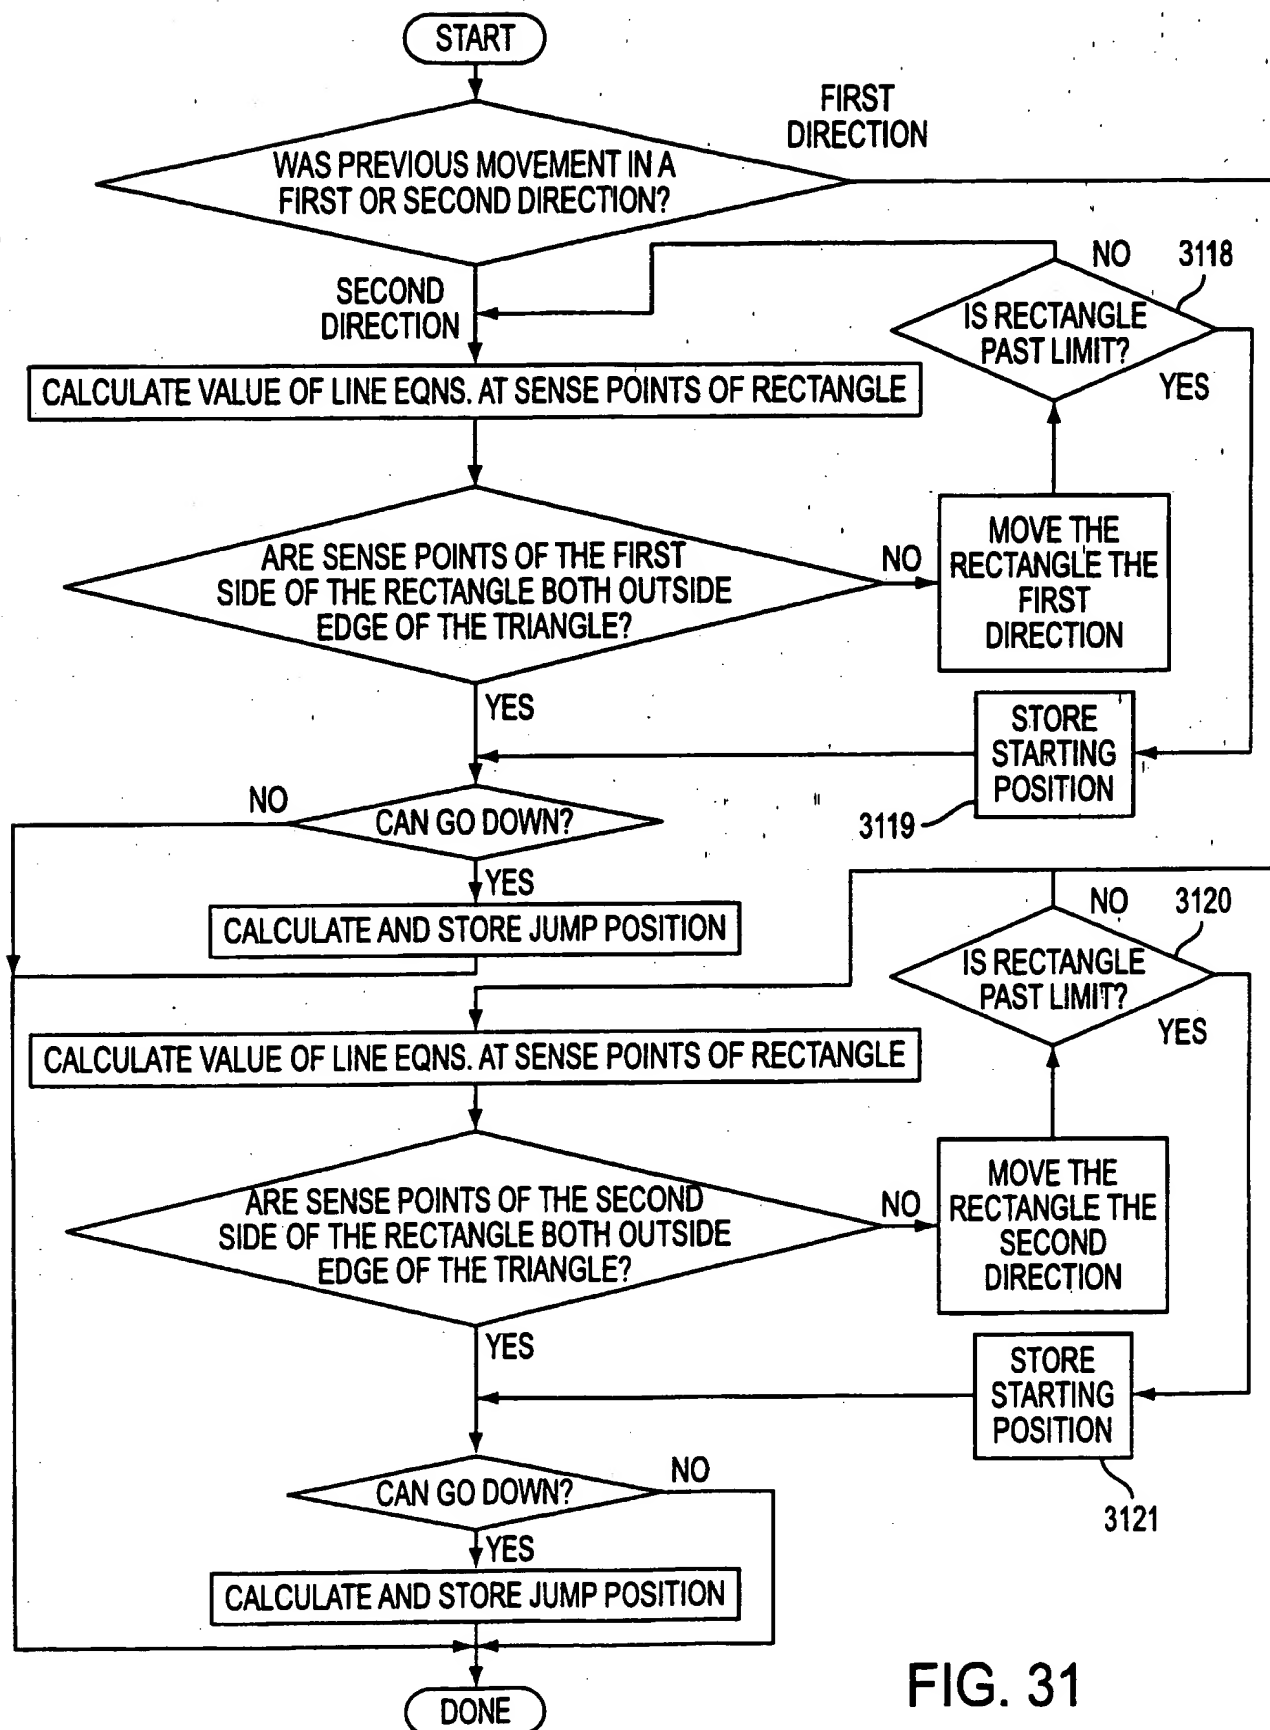 START
FIRST
DIRECTION
WAS PREVIOUS MOVEMENT IN A
FIRST OR SECOND DIRECTION?
SECOND
DIRECTION
NO
3118
IS RECTANGLE
PAST LIMIT?
YES
CALCULATE VALUE OF LINE EQNS. AT SENSE POINTS OF RECTANGLE
ARE SENSE POINTS OF THE FIRST
SIDE OF THE RECTANGLE BOTH OUTSIDE
EDGE OF THE TRIANGLE?
NO
MOVE THE
RECTANGLE THE
FIRST
DIRECTION
YES
STORE
STARTING
POSITION
3119
NO
CAN GO DOWN?
YES
CALCULATE AND STORE JUMP POSITION
NO
3120
IS RECTANGLE
PAST LIMIT?
YES
CALCULATE VALUE OF LINE EQNS. AT SENSE POINTS OF RECTANGLE
ARE SENSE POINTS OF THE SECOND
SIDE OF THE RECTANGLE BOTH OUTSIDE
EDGE OF THE TRIANGLE?
NO
MOVE THE
RECTANGLE THE
SECOND
DIRECTION
YES
STORE
STARTING
POSITION
3121
CAN GO DOWN?
NO
YES
CALCULATE AND STORE JUMP POSITION
DONE
FIG. 31